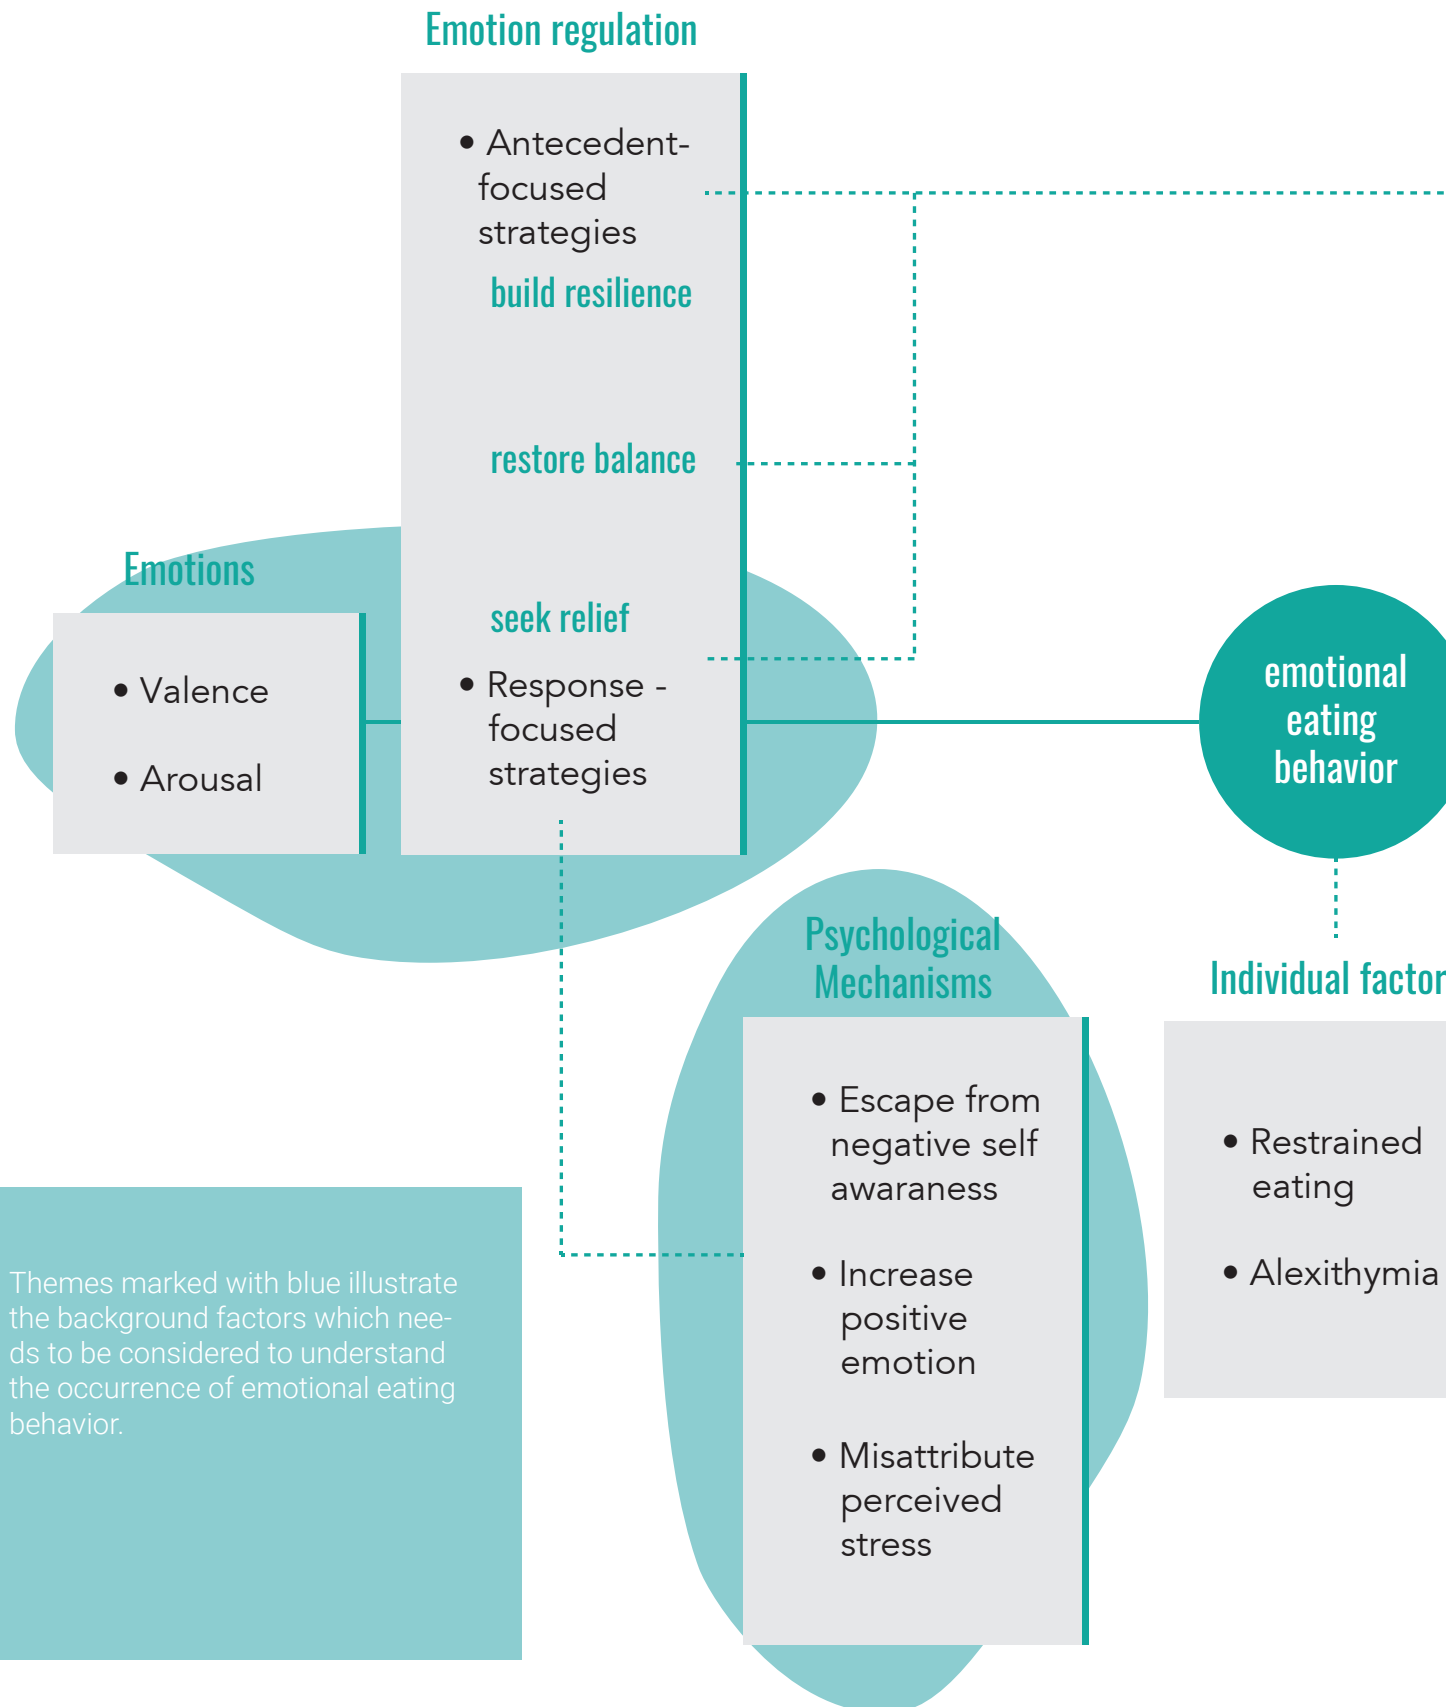 Emotion regulation
• Antecedent-
focused
strategies
build resilience
restore balance
seek relief
• Response -
focused
strategies
Emotions
• Valence
• Arousal
emotional
eating
behavior
Psychological
Mechanisms
• Escape from
negative self
awaraness
• Increase
positive
emotion
• Misattribute
perceived
stress
Individual factor
• Restrained
eating
• Alexithymia
Themes marked with blue illustrate
the background factors which nee-
ds to be considered to understand
the occurrence of emotional eating
behavior.